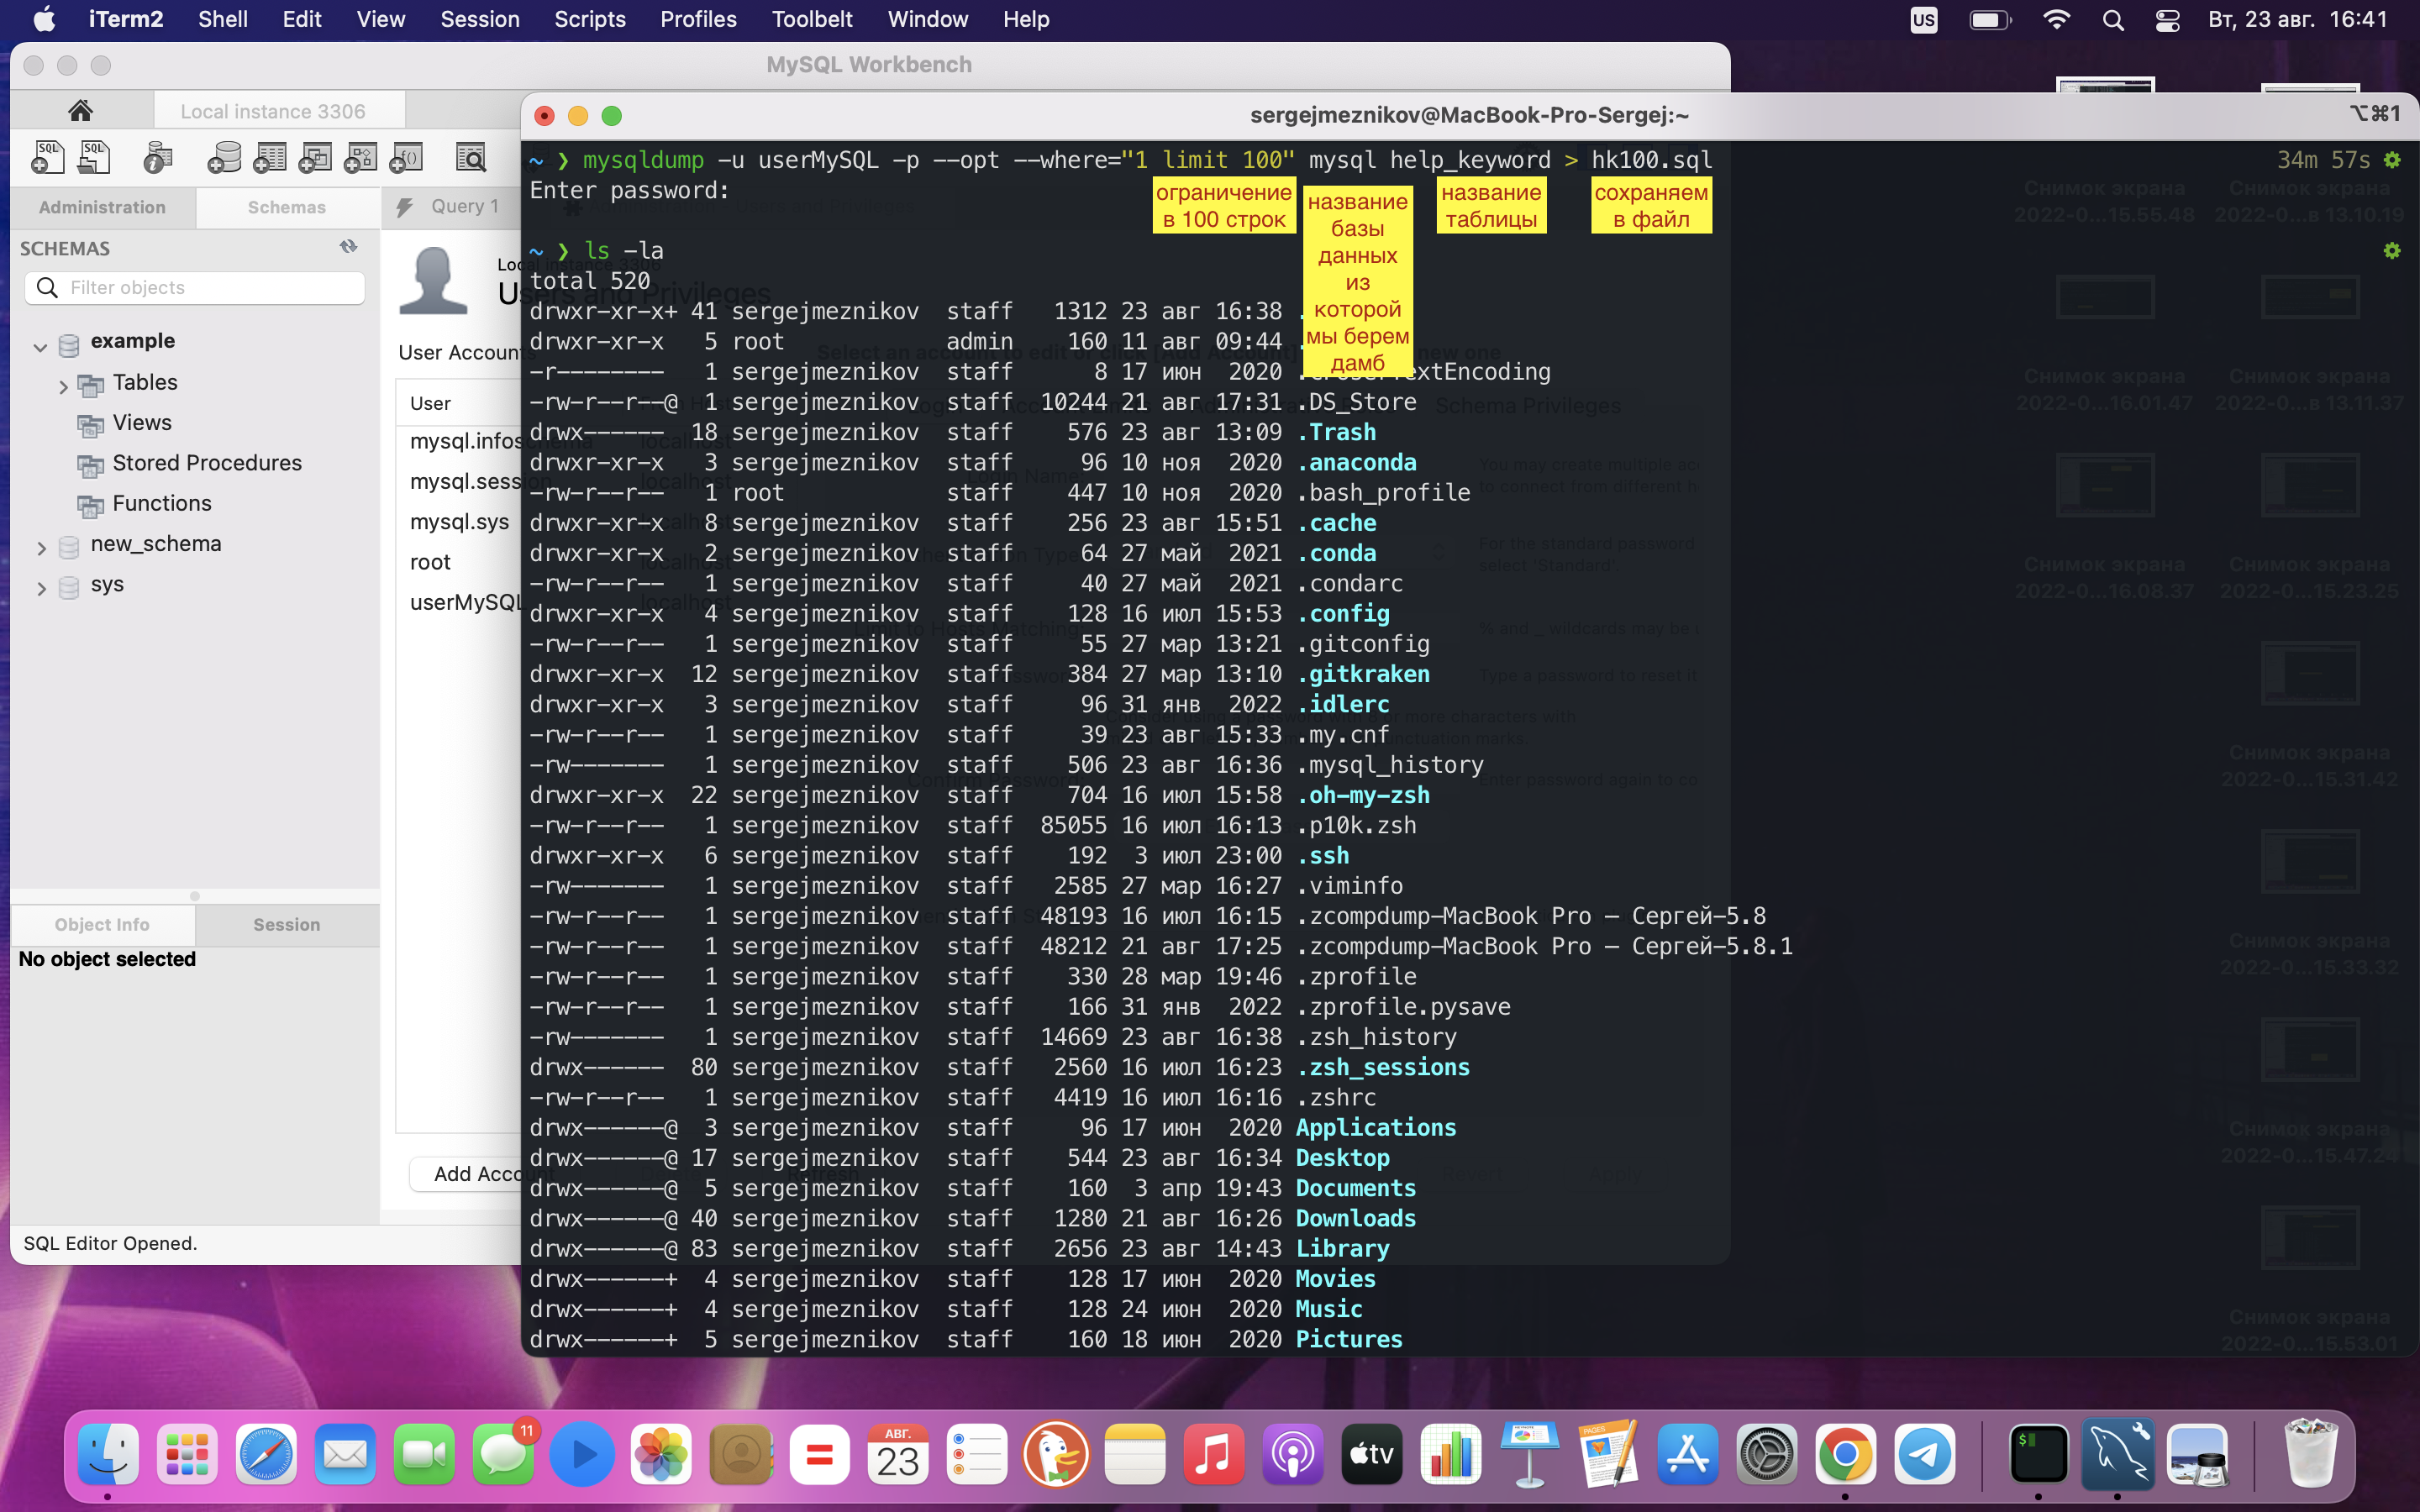 iTerm2 Shell Edit View Session Scripts Profiles Toolbelt Window Help US Вт, 23 авг. 16:41
MySQL Workbench
Local instance 3306
Administration Schemas Query 1
SCHEMAS
Filter objects
example
Tables
Views
Stored Procedures
Functions
new_schema
sys
Object Info Session
No object selected
SQL Editor Opened.
Local instance 3306
Users and Privileges
User Accounts
User
mysql.infoschema
mysql.session
mysql.sys
root
userMySQL
Add Account
sergejmeznikov@MacBook-Pro-Sergej:~ ⌥⌘1
~ ❯ mysqldump -u userMySQL -p --opt --where="1 limit 100" mysql help_keyword > hk100.sql 34m 57s
Enter password:
ограничение
в 100 строк
название
базы
данных
из
которой
мы берем
дамб
название
таблицы
сохраняем
в файл
~ ❯ ls -la
total 520
drwxr-xr-x+ 41 sergejmeznikov staff 1312 23 авг 16:38 .
drwxr-xr-x 5 root admin 160 11 авг 09:44
-r-------- 1 sergejmeznikov staff 8 17 июн 2020 .CFUserTextEncoding
-rw-r--r--@ 1 sergejmeznikov staff 10244 21 авг 17:31 .DS_Store
drwx------ 18 sergejmeznikov staff 576 23 авг 13:09 .Trash
drwxr-xr-x 3 sergejmeznikov staff 96 10 ноя 2020 .anaconda
-rw-r--r-- 1 root staff 447 10 ноя 2020 .bash_profile
drwxr-xr-x 8 sergejmeznikov staff 256 23 авг 15:51 .cache
drwxr-xr-x 2 sergejmeznikov staff 64 27 май 2021 .conda
-rw-r--r-- 1 sergejmeznikov staff 40 27 май 2021 .condarc
drwxr-xr-x 4 sergejmeznikov staff 128 16 июл 15:53 .config
-rw-r--r-- 1 sergejmeznikov staff 55 27 мар 13:21 .gitconfig
drwxr-xr-x 12 sergejmeznikov staff 384 27 мар 13:10 .gitkraken
drwxr-xr-x 3 sergejmeznikov staff 96 31 янв 2022 .idlerc
-rw-r--r-- 1 sergejmeznikov staff 39 23 авг 15:33 .my.cnf
-rw------- 1 sergejmeznikov staff 506 23 авг 16:36 .mysql_history
drwxr-xr-x 22 sergejmeznikov staff 704 16 июл 15:58 .oh-my-zsh
-rw-r--r-- 1 sergejmeznikov staff 85055 16 июл 16:13 .p10k.zsh
drwxr-xr-x 6 sergejmeznikov staff 192 3 июл 23:00 .ssh
-rw------- 1 sergejmeznikov staff 2585 27 мар 16:27 .viminfo
-rw-r--r-- 1 sergejmeznikov staff 48193 16 июл 16:15 .zcompdump-MacBook Pro — Сергей-5.8
-rw-r--r-- 1 sergejmeznikov staff 48212 21 авг 17:25 .zcompdump-MacBook Pro — Сергей-5.8.1
-rw-r--r-- 1 sergejmeznikov staff 330 28 мар 19:46 .zprofile
-rw-r--r-- 1 sergejmeznikov staff 166 31 янв 2022 .zprofile.pysave
-rw------- 1 sergejmeznikov staff 14669 23 авг 16:38 .zsh_history
drwx------ 80 sergejmeznikov staff 2560 16 июл 16:23 .zsh_sessions
-rw-r--r-- 1 sergejmeznikov staff 4419 16 июл 16:16 .zshrc
drwx------@ 3 sergejmeznikov staff 96 17 июн 2020 Applications
drwx------@ 17 sergejmeznikov staff 544 23 авг 16:34 Desktop
drwx------@ 5 sergejmeznikov staff 160 3 апр 19:43 Documents
drwx------@ 40 sergejmeznikov staff 1280 21 авг 16:26 Downloads
drwx------@ 83 sergejmeznikov staff 2656 23 авг 14:43 Library
drwx------+ 4 sergejmeznikov staff 128 17 июн 2020 Movies
drwx------+ 4 sergejmeznikov staff 128 24 июн 2020 Music
drwx------+ 5 sergejmeznikov staff 160 18 июн 2020 Pictures
Снимок экрана
2022-0...15.55.48
Снимок экрана
2022-0...в 13.10.19
Снимок экрана
2022-0...16.01.47
Снимок экрана
2022-0...в 13.11.37
Снимок экрана
2022-0...16.08.37
Снимок экрана
2022-0...15.23.25
Снимок экрана
2022-0...15.31.42
Снимок экрана
2022-0...15.33.32
Снимок экрана
2022-0...15.47.24
Снимок экрана
2022-0...15.53.01
11
АВГ.
23
tv
PAGES